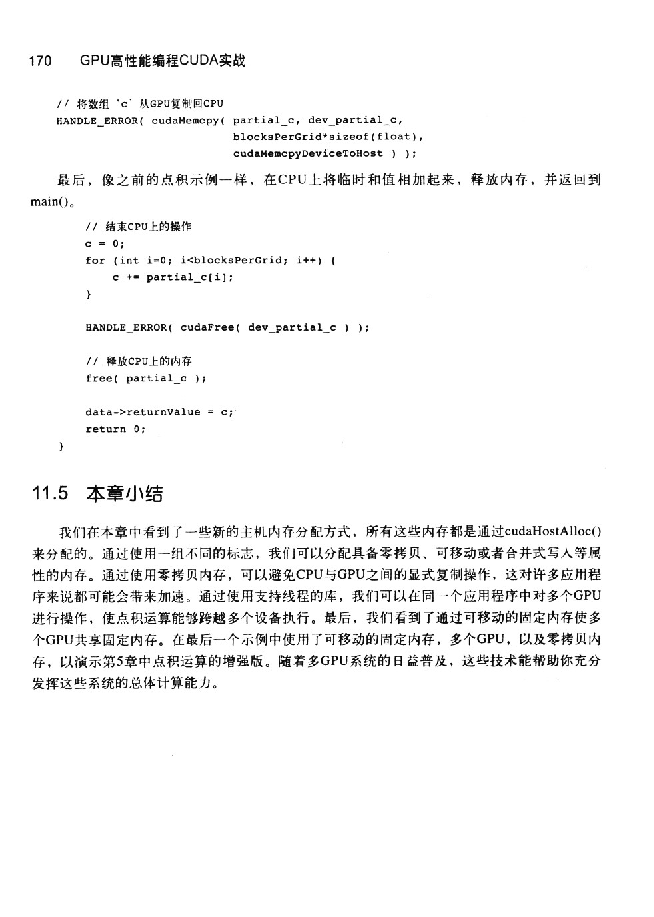 170 GPU高性能编程CUDA实战
// 将数组 `c` 从GPU复制回CPU
HANDLE_ERROR( cudaMemcpy( partial_c, dev_partial_c,
blocksPerGrid*sizeof(float),
cudaMemcpyDeviceToHost ) );
最后，像之前的点积示例一样，在CPU上将临时和值相加起来，释放内存，并返回到
main()。
// 结束CPU上的操作
c = 0;
for (int i=0; i<blocksPerGrid; i++) {
c += partial_c[i];
}
HANDLE_ERROR( cudaFree( dev_partial_c ) );
// 释放CPU上的内存
free( partial_c );
data->returnValue = c;
return 0;
}
11.5 本章小结
我们在本章中看到了一些新的主机内存分配方式，所有这些内存都是通过cudaHostAlloc()
来分配的。通过使用一组不同的标志，我们可以分配具备零拷贝、可移动或者合并式写入等属
性的内存。通过使用零拷贝内存，可以避免CPU与GPU之间的显式复制操作，这对许多应用程
序来说都可能会带来加速。通过使用支持线程的库，我们可以在同一个应用程序中对多个GPU
进行操作，使点积运算能够跨越多个设备执行。最后，我们看到了通过可移动的固定内存使多
个GPU共享固定内存。在最后一个示例中使用了可移动的固定内存，多个GPU，以及零拷贝内
存，以演示第5章中点积运算的增强版。随着多GPU系统的日益普及，这些技术能帮助你充分
发挥这些系统的总体计算能力。